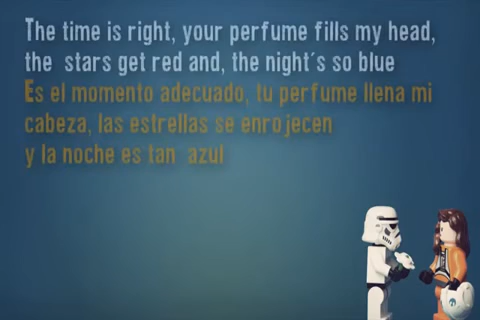 The time is right, your perfume fills my head,
the stars get red and, the night´s so blue
Es el momento adecuado, tu perfume llena mi
cabeza, las estrellas se enrojecen
y la noche es tan azul